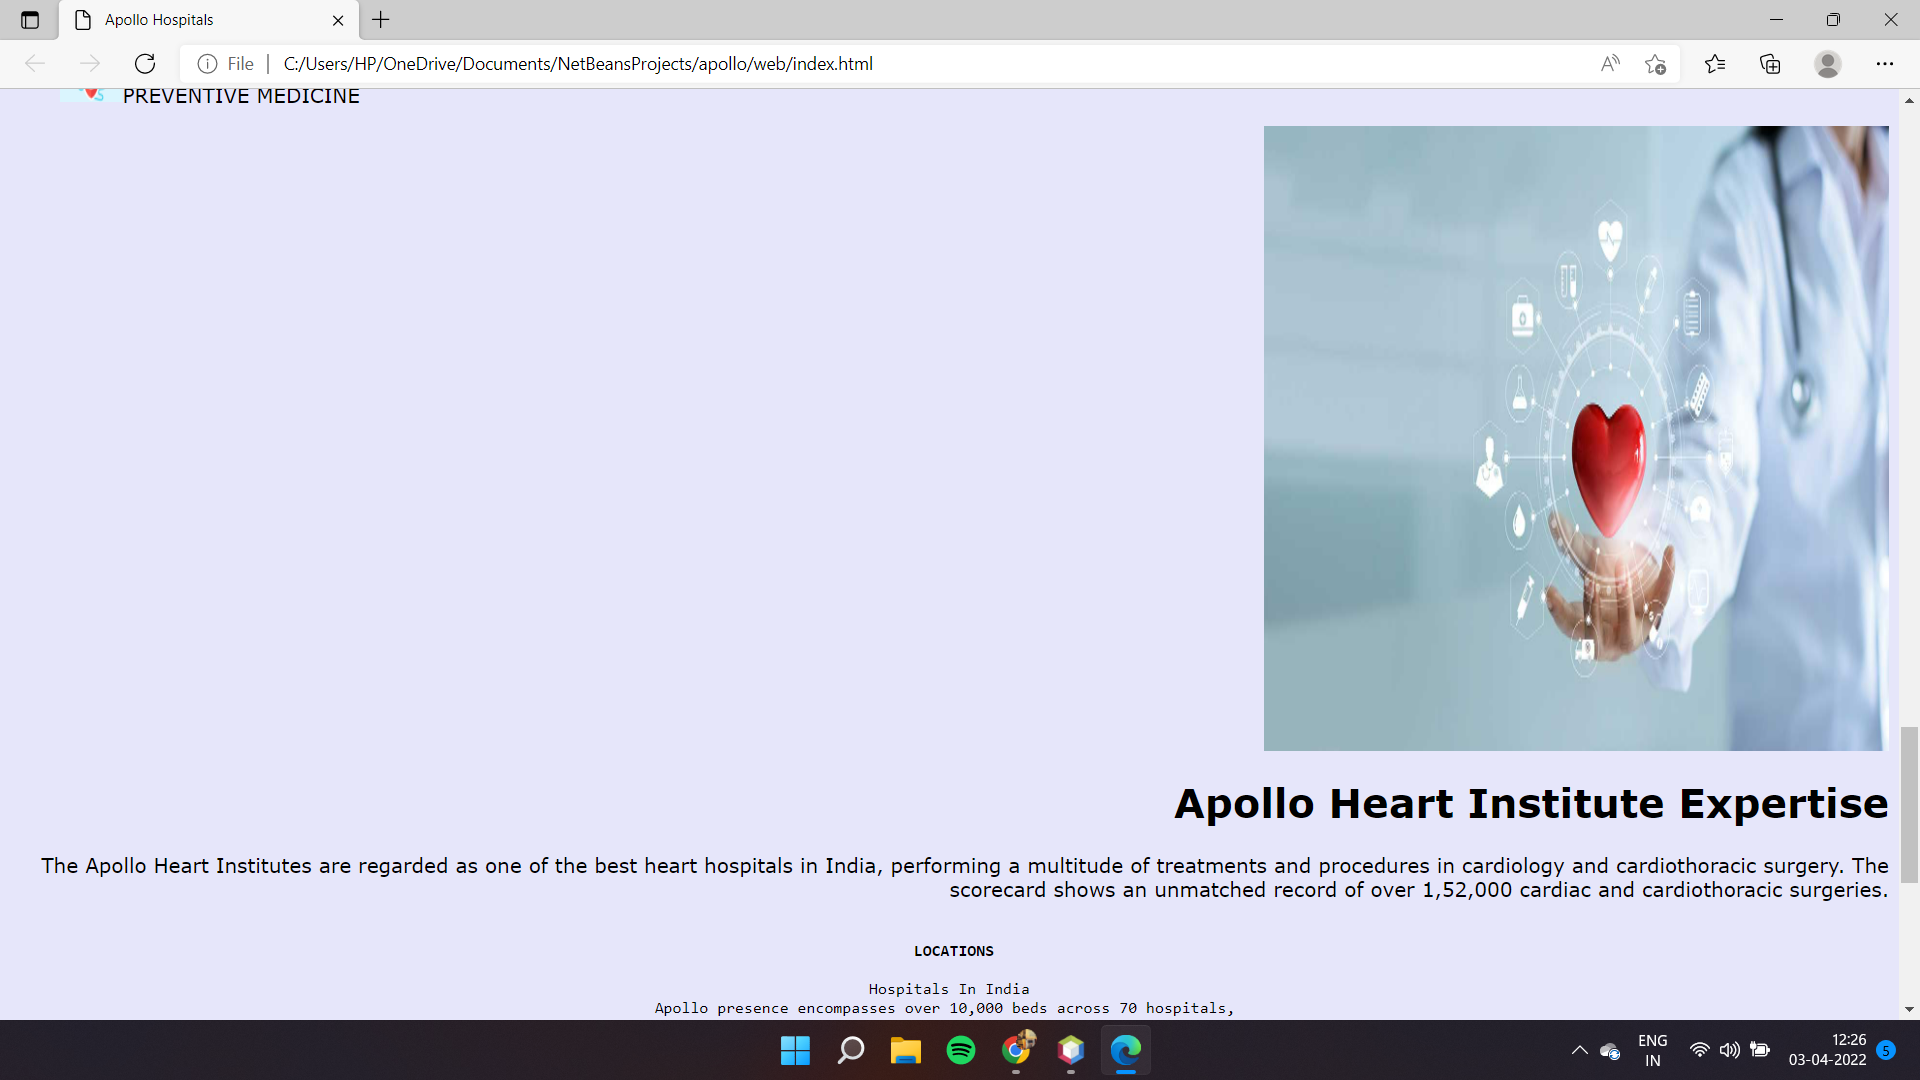 Apollo Hospitals
File
C:/Users/HP/OneDrive/Documents/NetBeansProjects/apollo/web/index.html
PREVENTIVE MEDICINE
Apollo Heart Institute Expertise
The Apollo Heart Institutes are regarded as one of the best heart hospitals in India, performing a multitude of treatments and procedures in cardiology and cardiothoracic surgery. The
scorecard shows an unmatched record of over 1,52,000 cardiac and cardiothoracic surgeries.
LOCATIONS
Hospitals In India
Apollo presence encompasses over 10,000 beds across 70 hospitals,
ENG
IN
12:26
03-04-2022
5